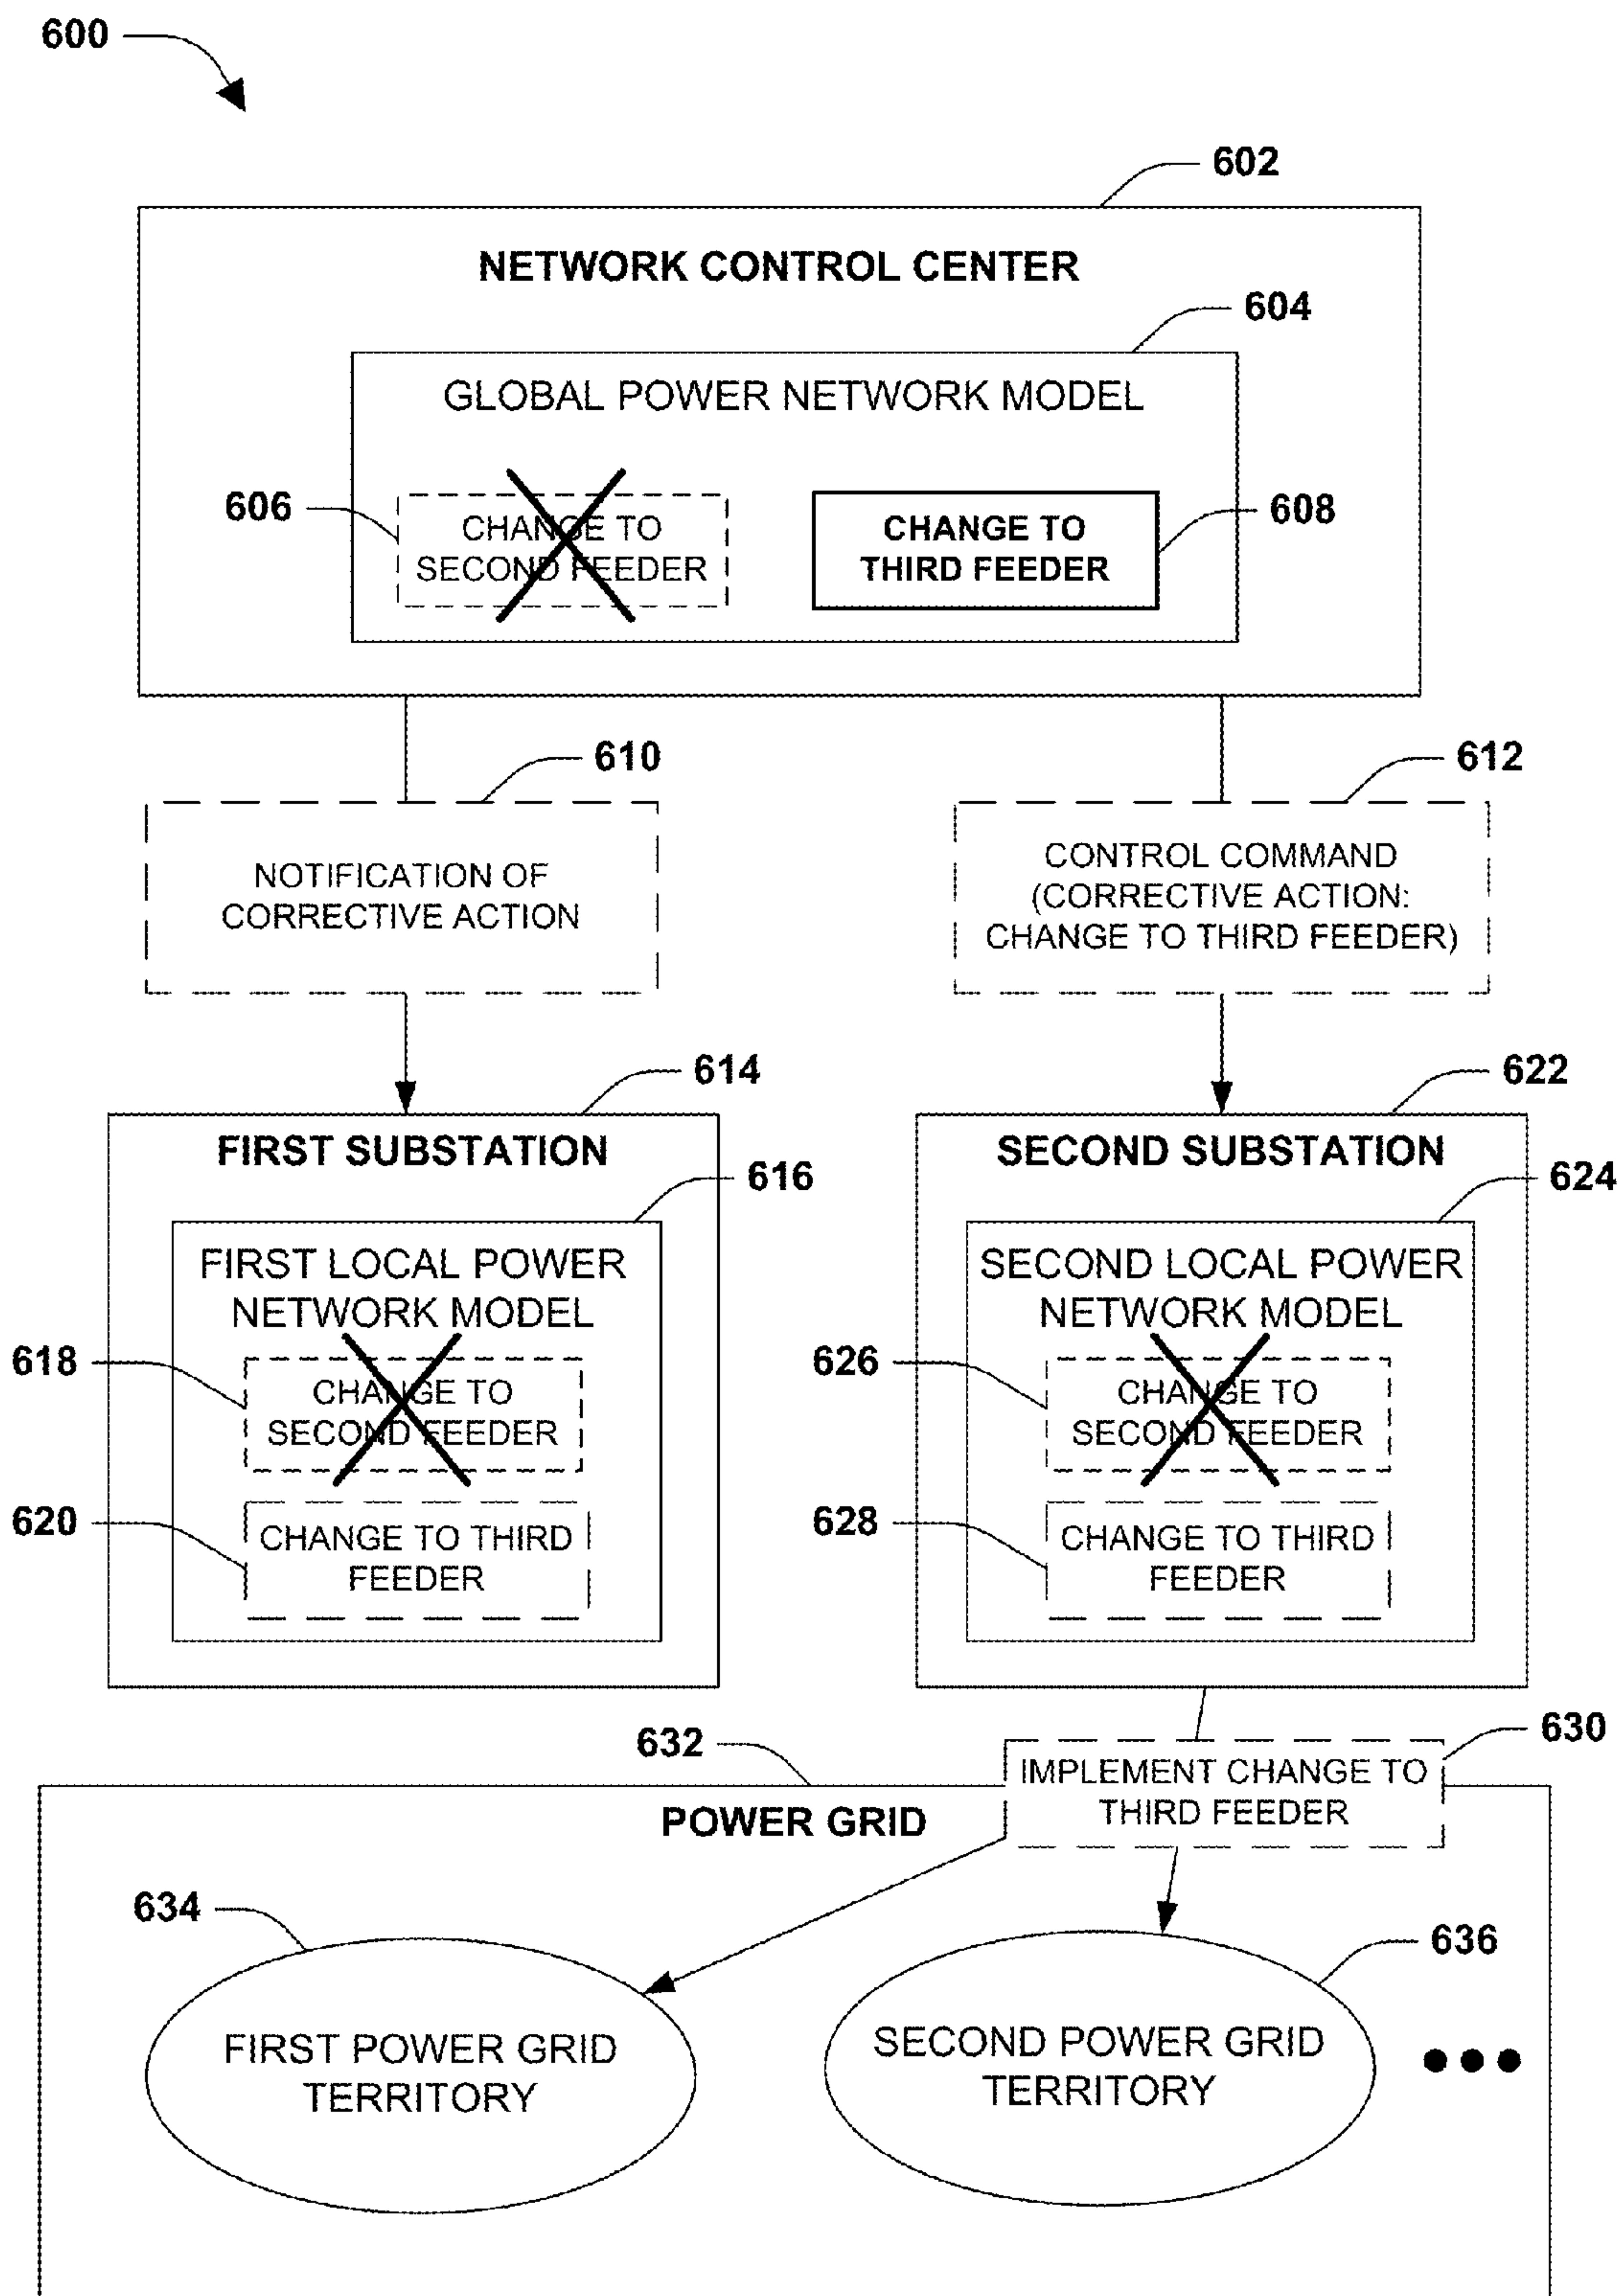 600
602
NETWORK CONTROL CENTER
604
GLOBAL POWER NETWORK MODEL
606
CHANGE TO
SECOND FEEDER
CHANGE TO
THIRD FEEDER
608
610
NOTIFICATION OF
CORRECTIVE ACTION
612
CONTROL COMMAND
(CORRECTIVE ACTION:
CHANGE TO THIRD FEEDER)
614
FIRST SUBSTATION
616
FIRST LOCAL POWER
NETWORK MODEL
618
CHANGE TO
SECOND FEEDER
620
CHANGE TO THIRD
FEEDER
622
SECOND SUBSTATION
624
SECOND LOCAL POWER
NETWORK MODEL
626
CHANGE TO
SECOND FEEDER
628
CHANGE TO THIRD
FEEDER
630
IMPLEMENT CHANGE TO
THIRD FEEDER
632
POWER GRID
634
FIRST POWER GRID
TERRITORY
636
SECOND POWER GRID
TERRITORY